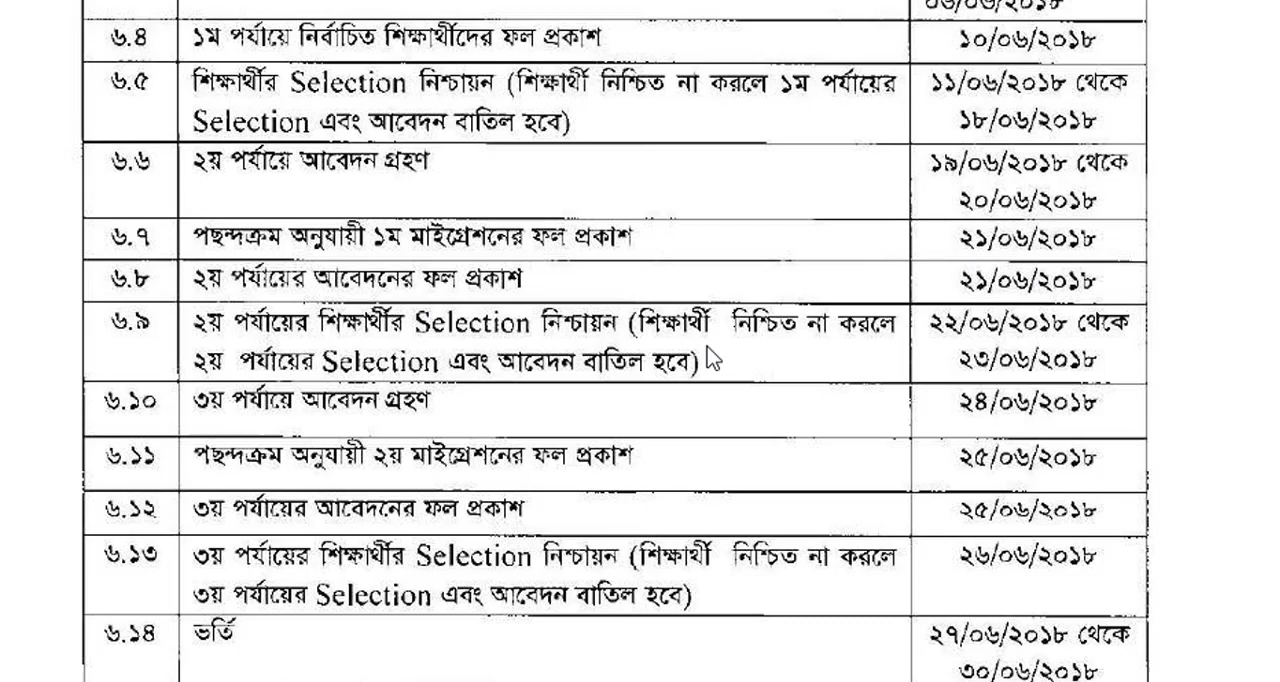 ০৬/০৬/২০১৮
৬.৪ ১ম পর্যায়ে নির্বাচিত শিক্ষার্থীদের ফল প্রকাশ ১০/০৬/২০১৮
৬.৫ শিক্ষার্থীর Selection নিশ্চায়ন (শিক্ষার্থী নিশ্চিত না করলে ১ম পর্যায়ের ১১/০৬/২০১৮ থেকে
Selection এবং আবেদন বাতিল হবে) ১৮/০৬/২০১৮
৬.৬ ২য় পর্যায়ে আবেদন গ্রহণ ১৯/০৬/২০১৮ থেকে
২০/০৬/২০১৮
৬.৭ পছন্দক্রম অনুযায়ী ১ম মাইগ্রেশনের ফল প্রকাশ ২১/০৬/২০১৮
৬.৮ ২য় পর্যায়ের আবেদনের ফল প্রকাশ ২১/০৬/২০১৮
৬.৯ ২য় পর্যায়ের শিক্ষার্থীর Selection নিশ্চায়ন (শিক্ষার্থী নিশ্চিত না করলে ২২/০৬/২০১৮ থেকে
২য় পর্যায়ের Selection এবং আবেদন বাতিল হবে) ২৩/০৬/২০১৮
৬.১০ ৩য় পর্যায়ে আবেদন গ্রহণ ২৪/০৬/২০১৮
৬.১১ পছন্দক্রম অনুযায়ী ২য় মাইগ্রেশনের ফল প্রকাশ ২৫/০৬/২০১৮
৬.১২ ৩য় পর্যায়ের আবেদনের ফল প্রকাশ ২৫/০৬/২০১৮
৬.১৩ ৩য় পর্যায়ের শিক্ষার্থীর Selection নিশ্চায়ন (শিক্ষার্থী নিশ্চিত না করলে ২৬/০৬/২০১৮
৩য় পর্যায়ের Selection এবং আবেদন বাতিল হবে)
৬.১৪ ভর্তি ২৭/০৬/২০১৮ থেকে
৩০/০৬/২০১৮